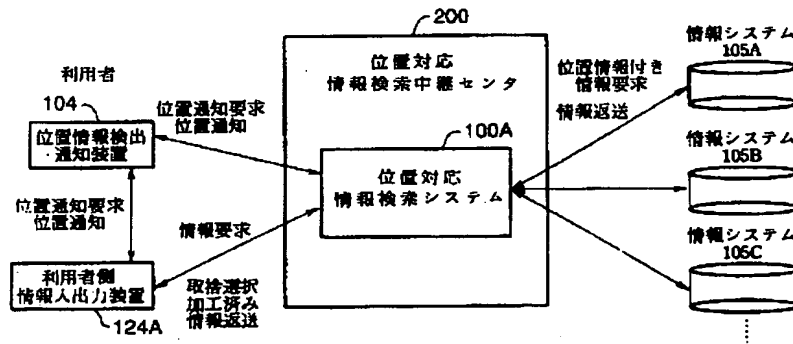 200
利用者
104
位置情報検出
・通知装置
位置通知要求
位置通知
位置通知要求
位置通知
利用者側
情報入出力装置
124A
情報要求
取捨選択
加工済み
情報返送
位置対応
情報検索中継センタ
100A
位置対応
情報検索システム
位置情報付き
情報要求
情報返送
情報システム
105A
情報システム
105B
情報システム
105C